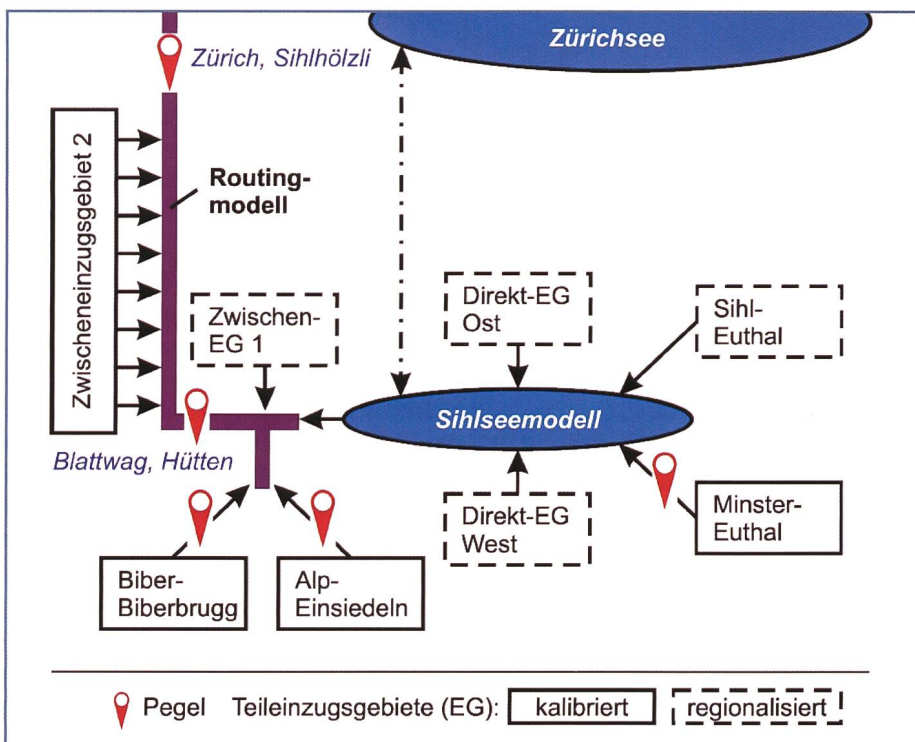 Zürichsee
Zürich, Sihlhölzli
Zwischeneinzugsgebiet 2
Routing-
modell
Zwischen-
EG 1
Direkt-EG
Ost
Sihl-
Euthal
Sihlseemodell
Blattwag, Hütten
Direkt-EG
West
Minster-
Euthal
Biber-
Biberbrugg
Alp-
Einsiedeln
Pegel Teileinzugsgebiete (EG): kalibriert regionalisiert